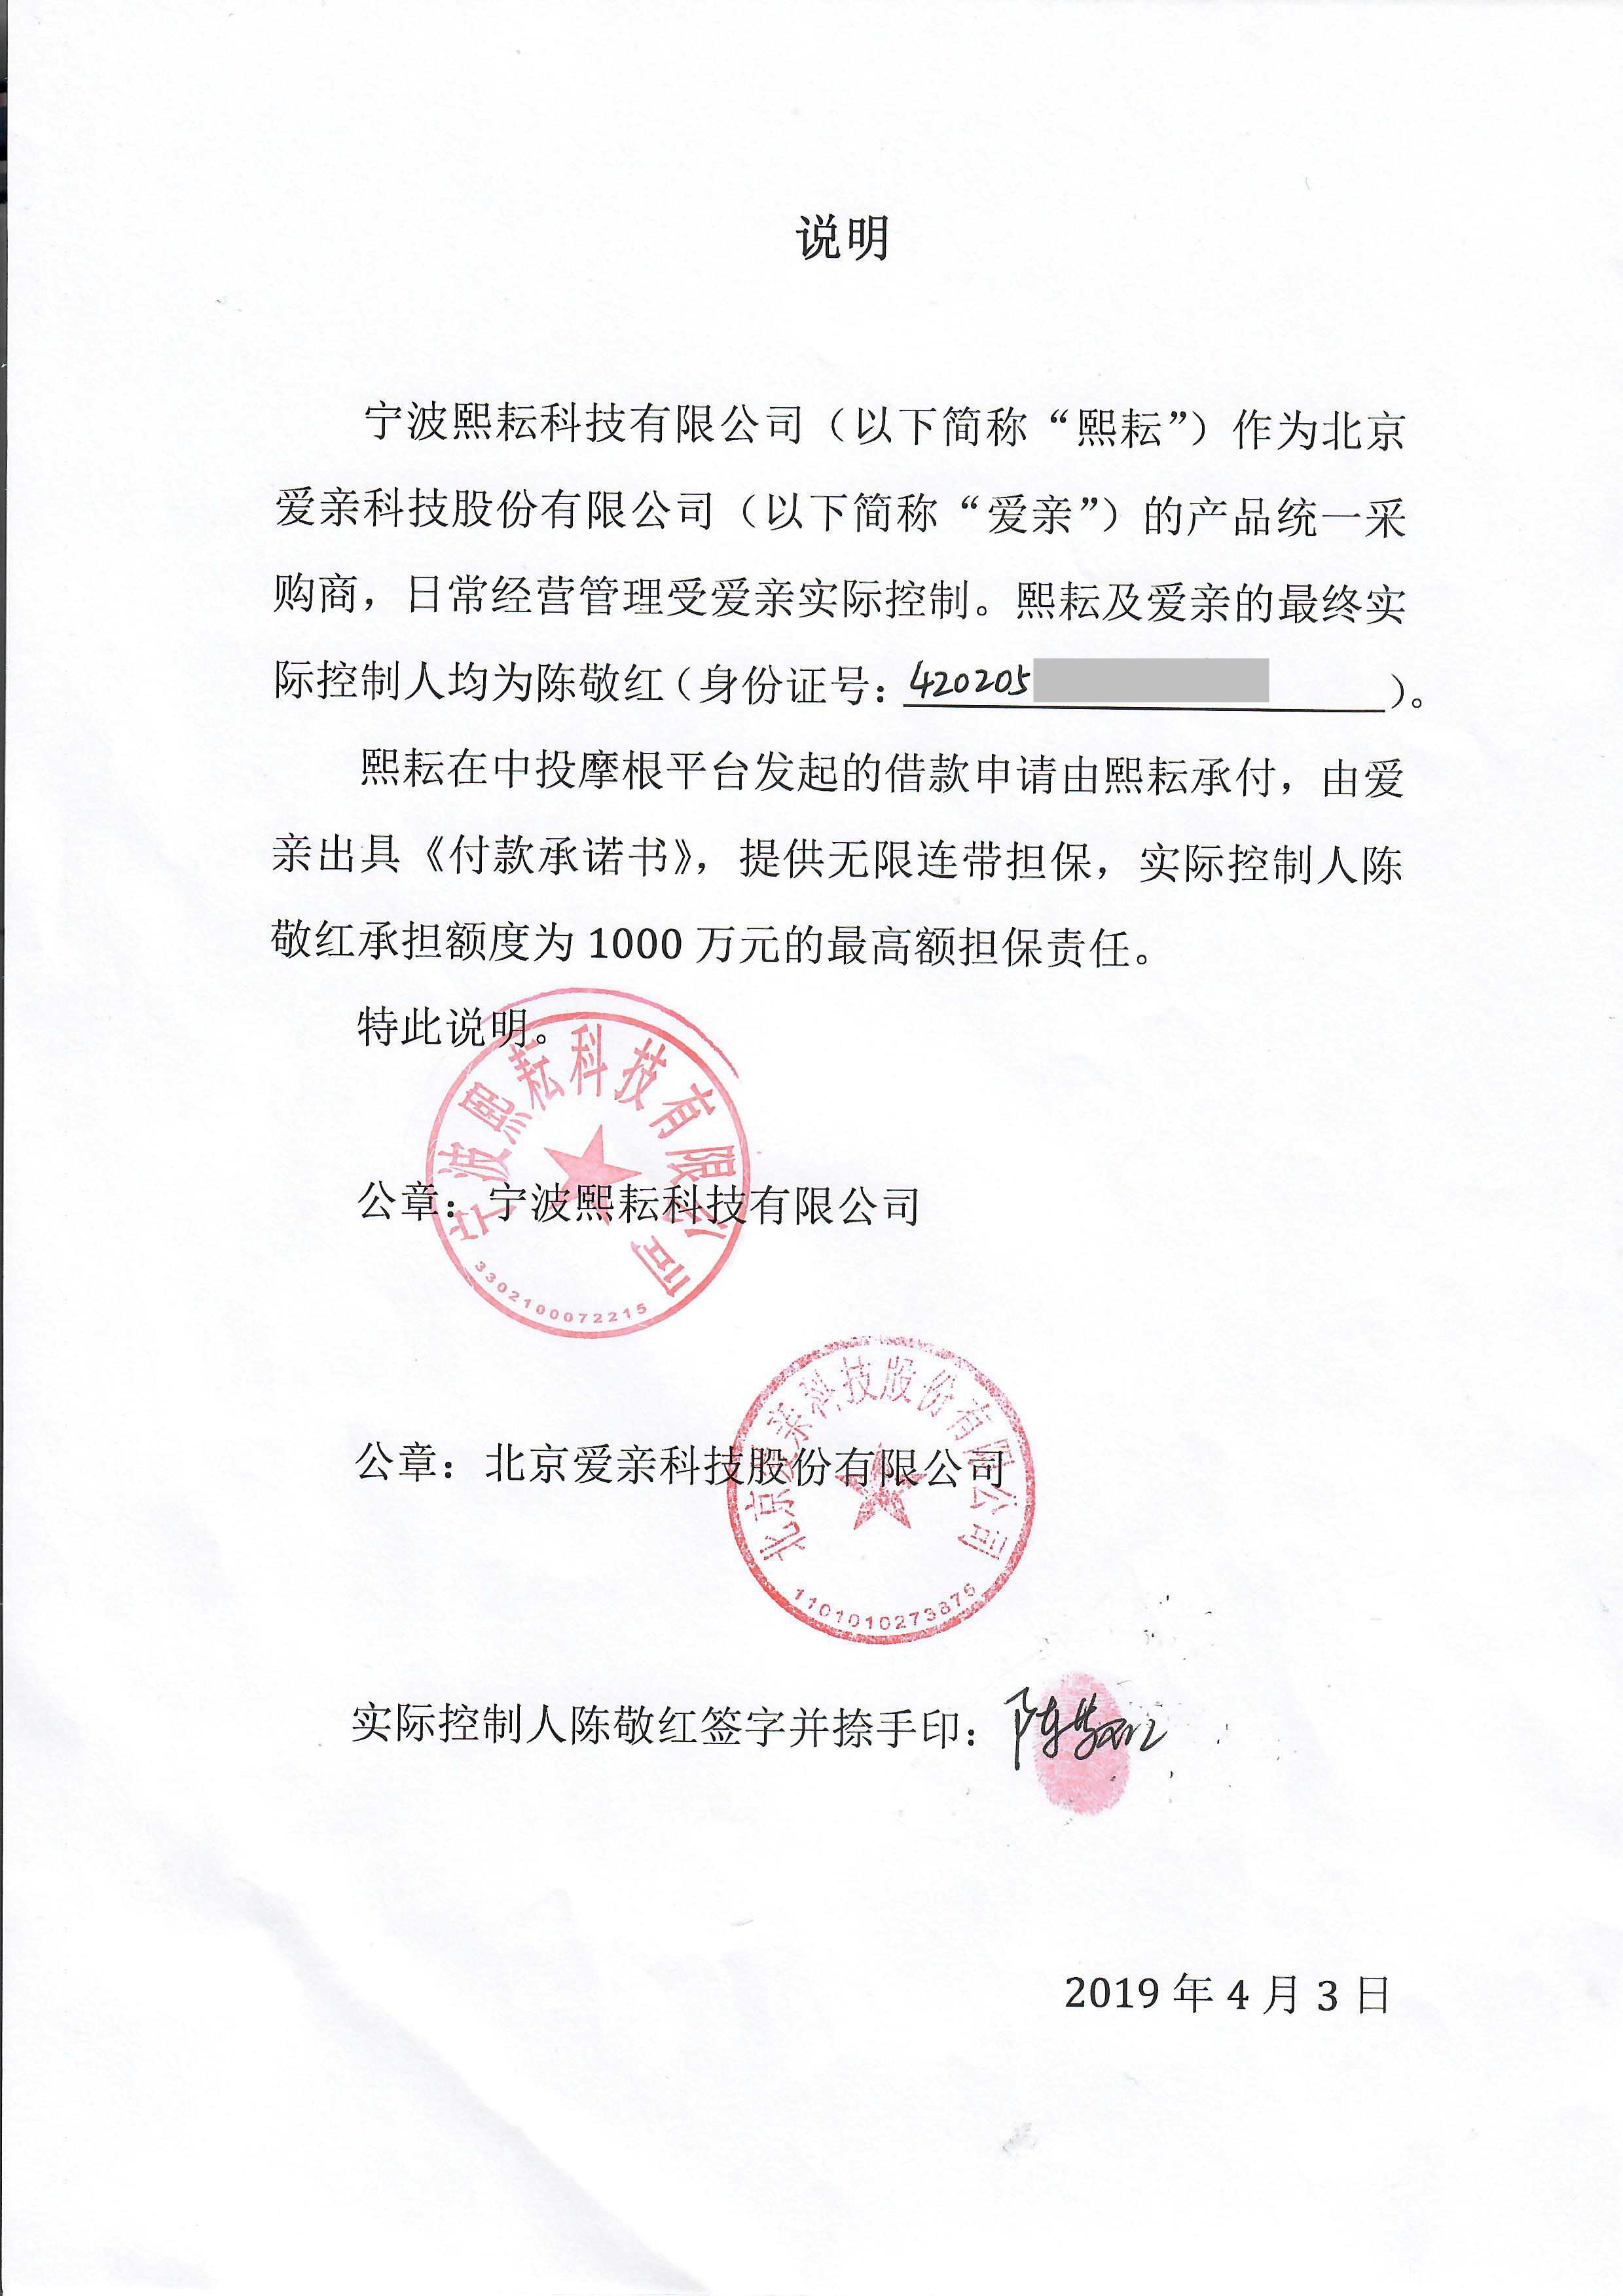 说明
宁波熙耘科技有限公司（以下简称“熙耘”）作为北京
爱亲科技股份有限公司（以下简称“爱亲”）的产品统一采
购商，日常经营管理受爱亲实际控制。熙耘及爱亲的最终实
际控制人均为陈敬红（身份证号：420205）。
熙耘在中投摩根平台发起的借款申请由熙耘承付，由爱
亲出具《付款承诺书》，提供无限连带担保，实际控制人陈
敬红承担额度为 1000 万元的最高额担保责任。
特此说明。
宁波熙耘科技有限公司
3302100072215
公章：宁波熙耘科技有限公司
北京爱亲科技股份有限公司
1101010273876
公章：北京爱亲科技股份有限公司
实际控制人陈敬红签字并捺手印：陈敬红
2019 年 4 月 3 日